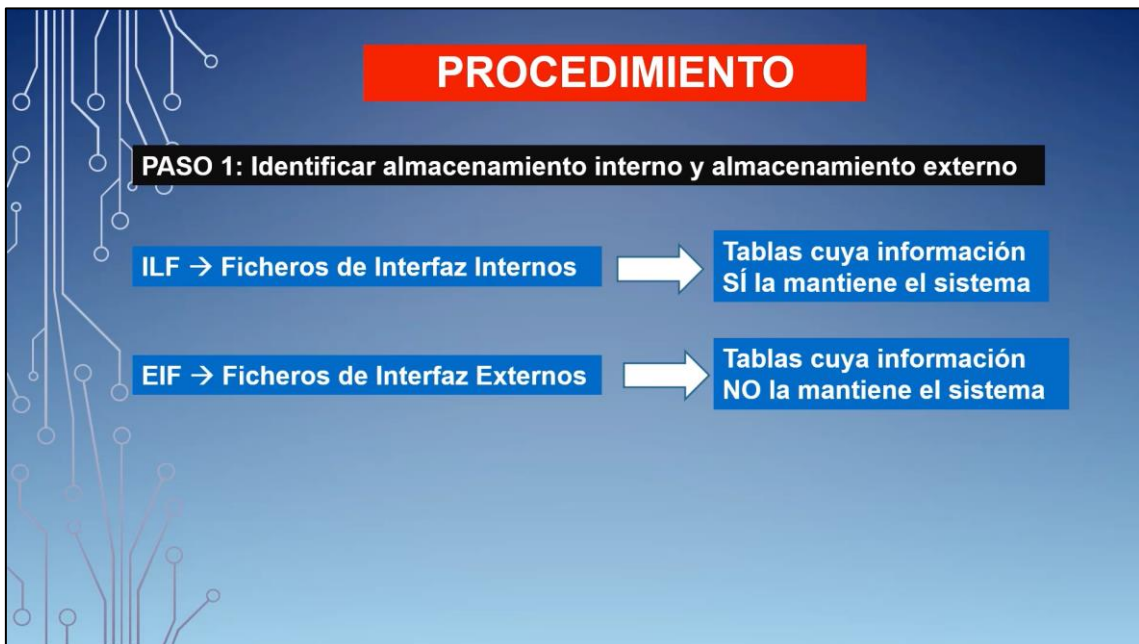 PROCEDIMIENTO
PASO 1: Identificar almacenamiento interno y almacenamiento externo
ILF → Ficheros de Interfaz Internos
Tablas cuya información
SÍ la mantiene el sistema
EIF → Ficheros de Interfaz Externos
Tablas cuya información
NO la mantiene el sistema